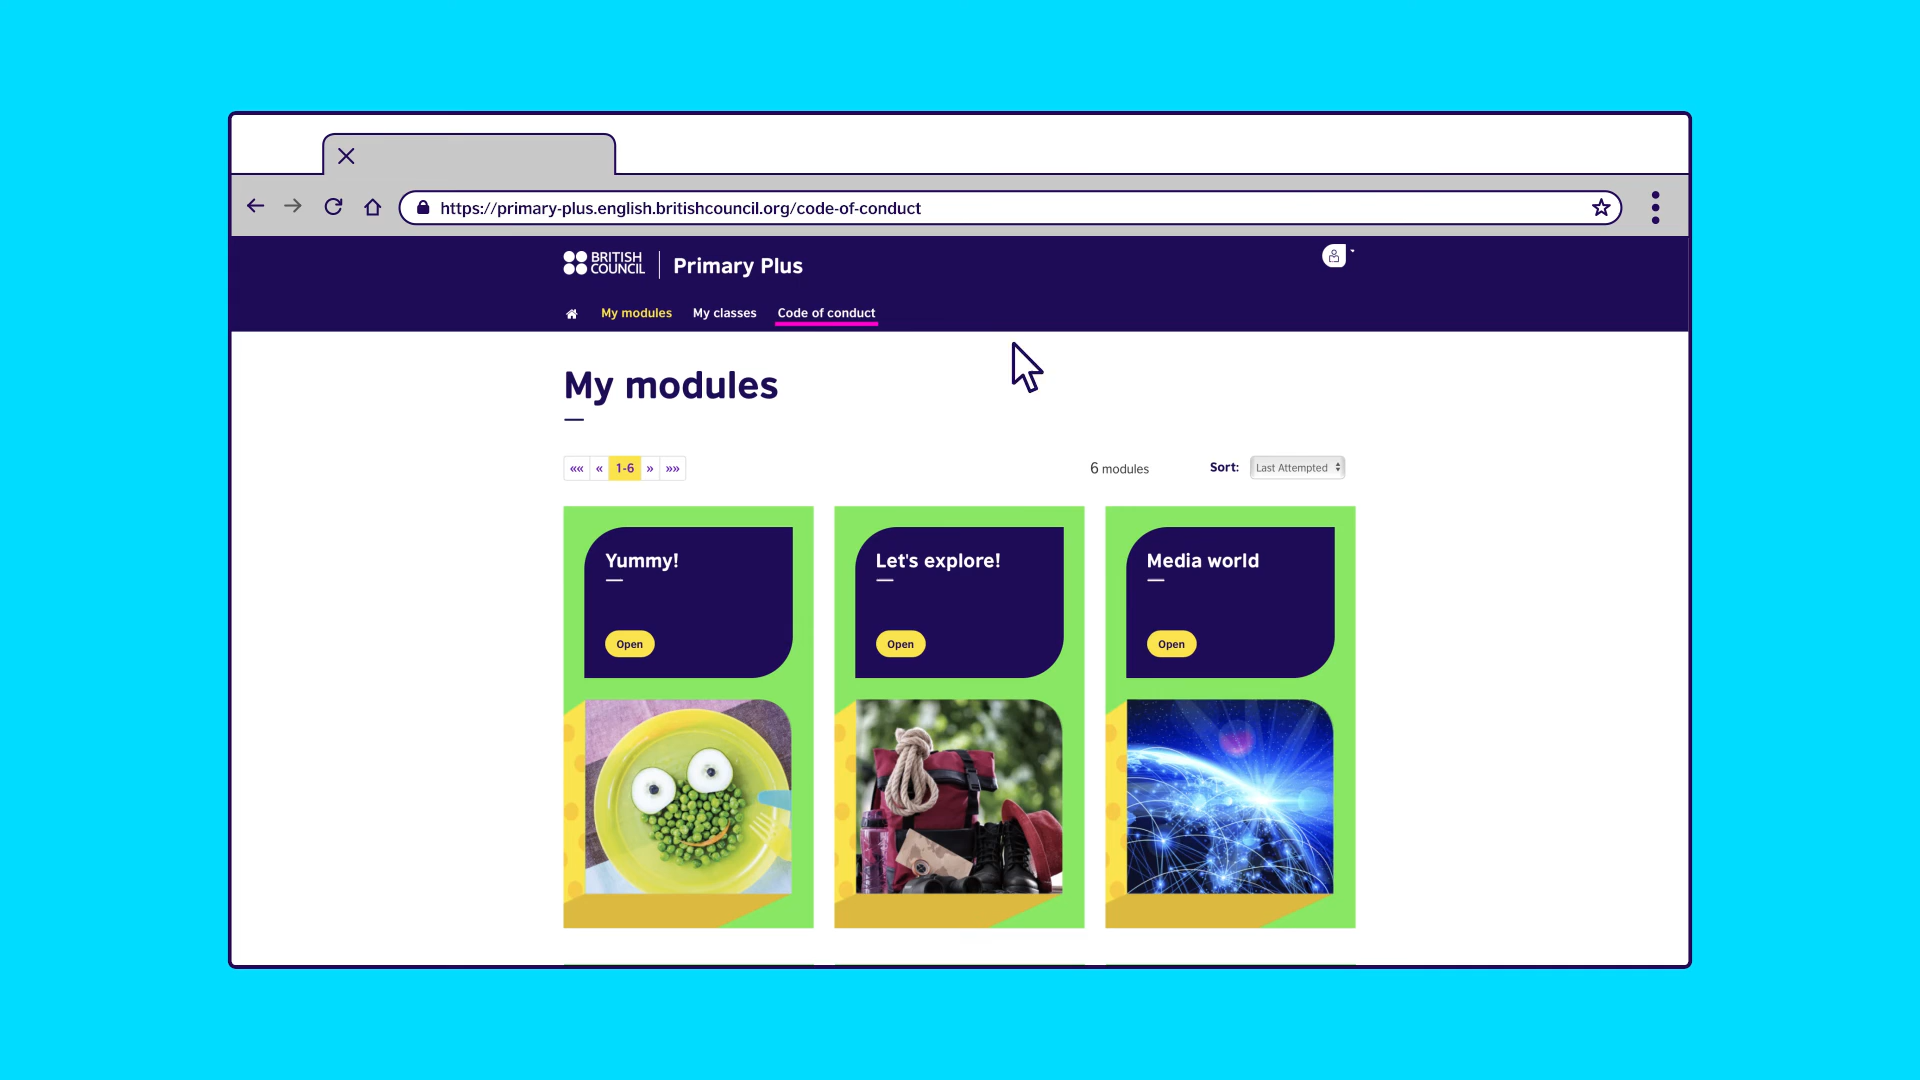 https://primary-plus.english.britishcouncil.org/code-of-conduct
BRITISH
COUNCIL
Primary Plus
My modules
My classes
Code of conduct
My modules
«« « 1-6 » »»
6 modules
Sort:
Last Attempted
Yummy!
Open
Let's explore!
Open
Media world
Open